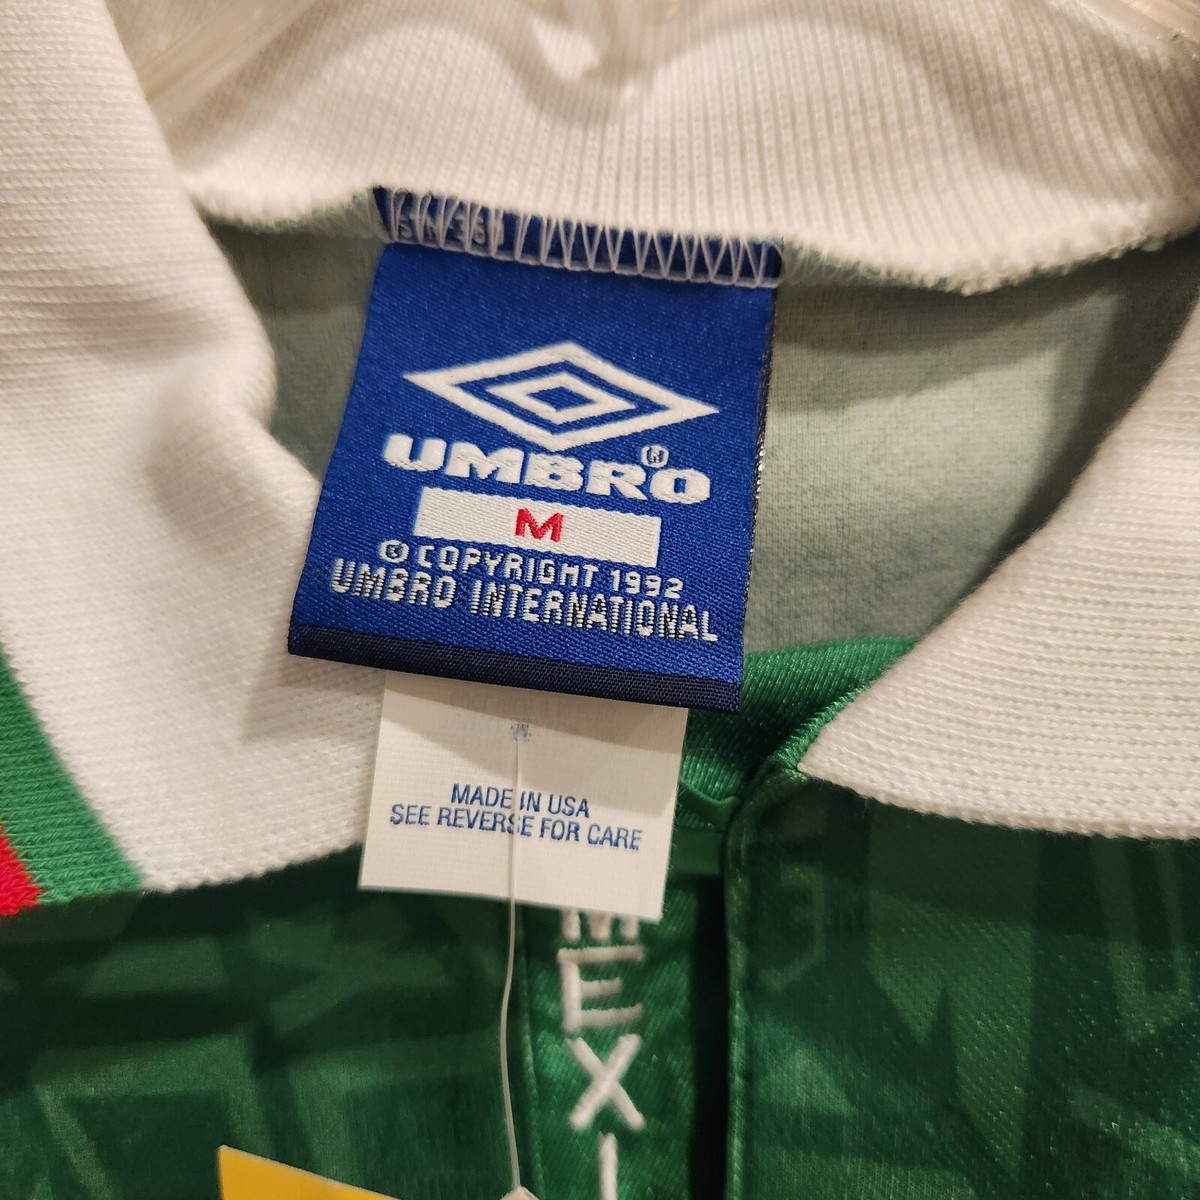 UMBRO®
M
© COPYRIGHT 1992
UMBRO INTERNATIONAL
MADE IN USA
SEE REVERSE FOR CARE
MEXI